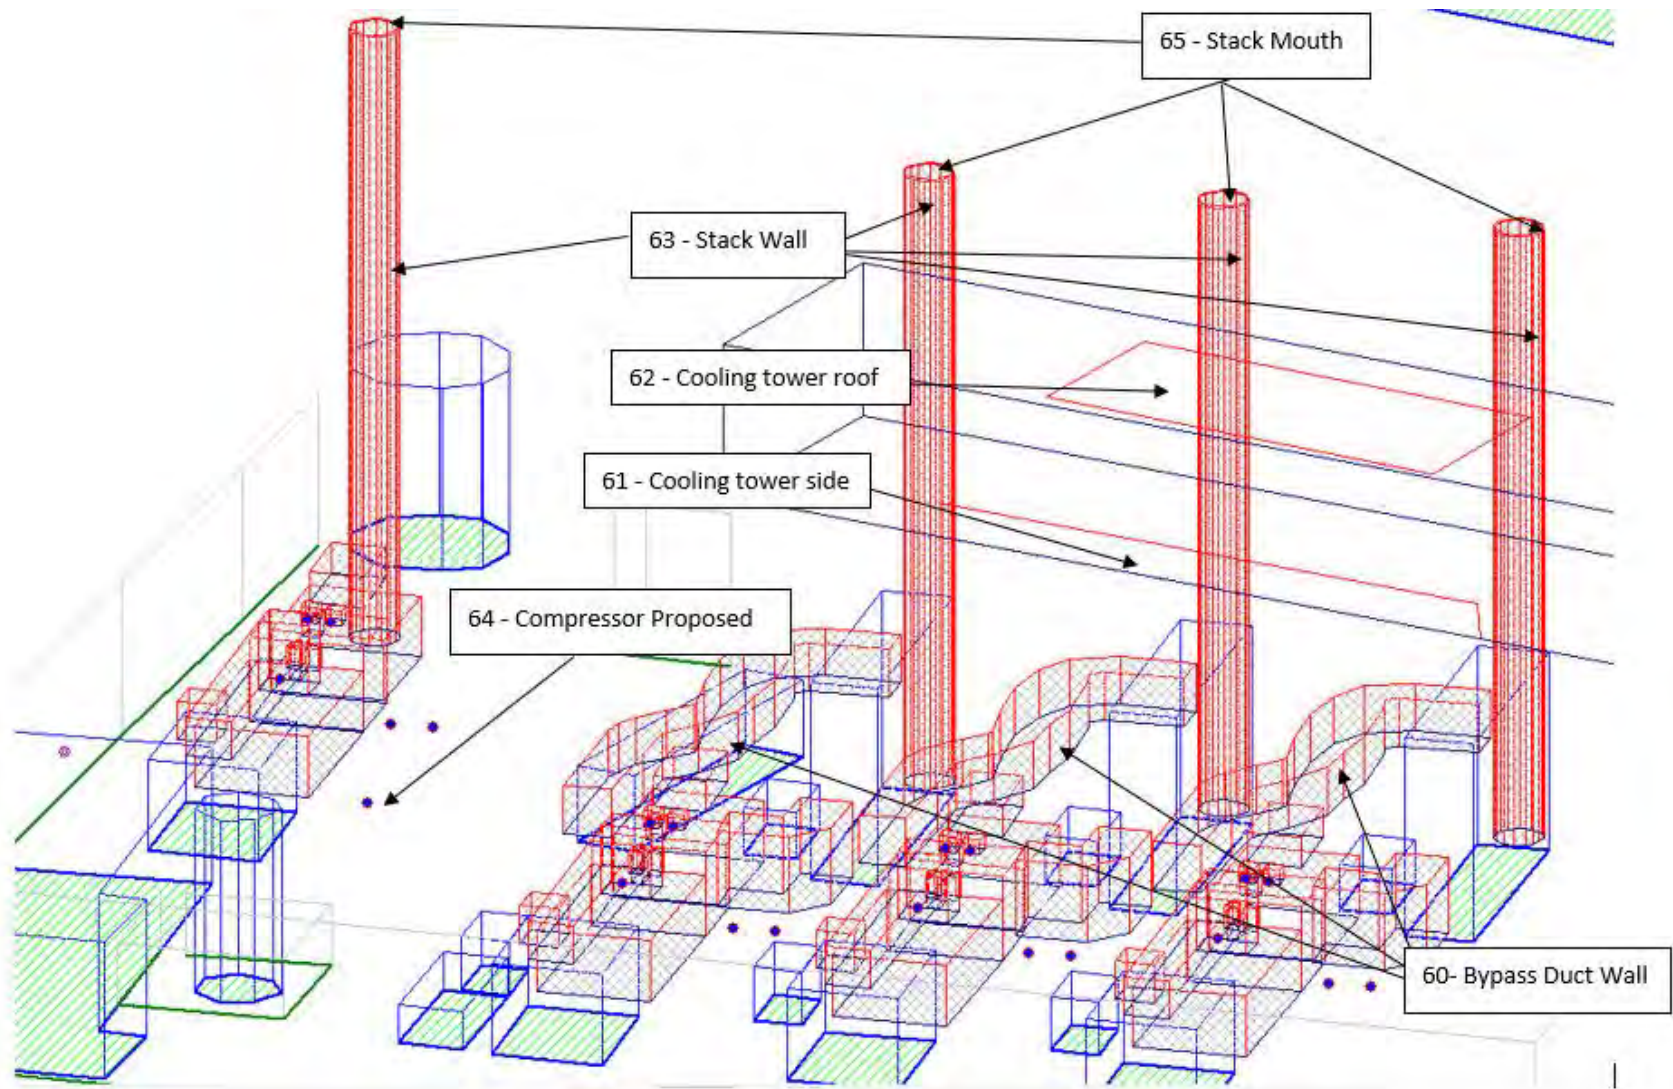 65 - Stack Mouth
63 - Stack Wall
62 - Cooling tower roof
61 - Cooling tower side
64 - Compressor Proposed
60- Bypass Duct Wall